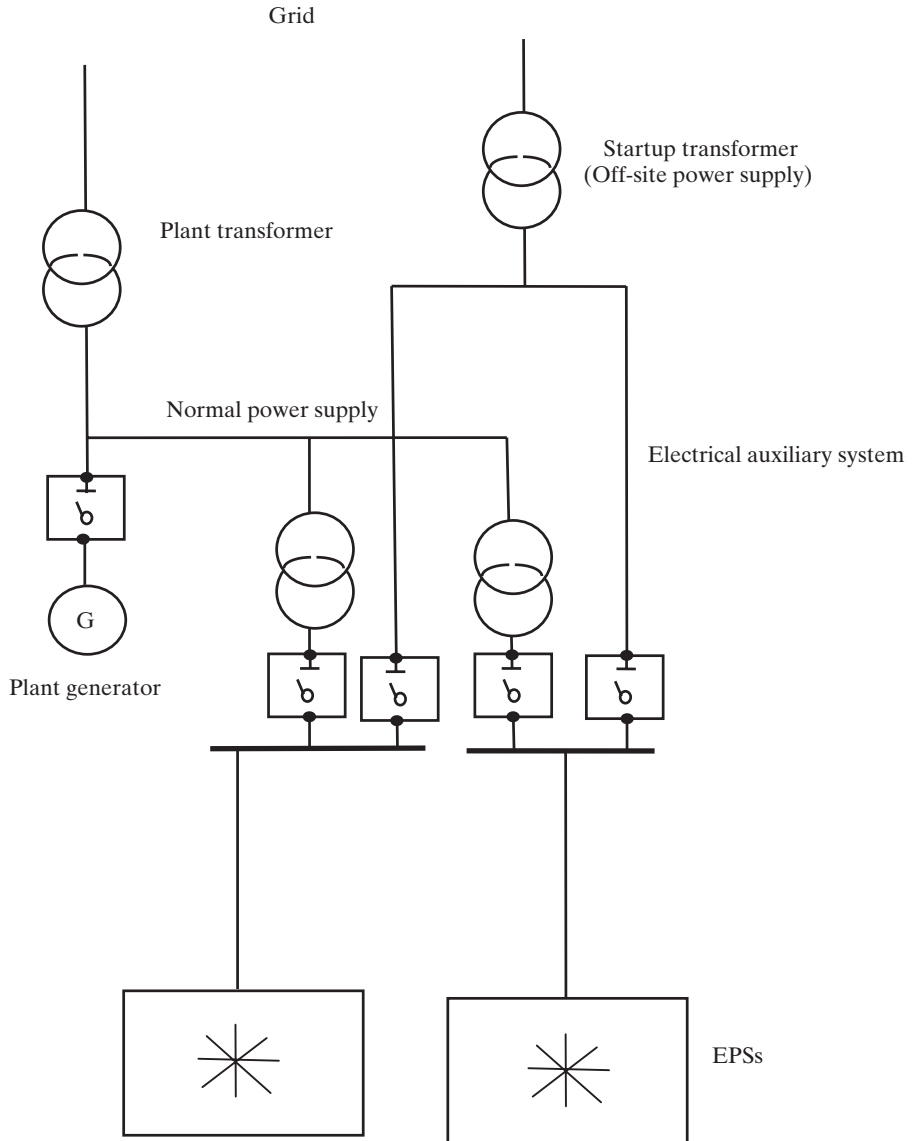 Grid
Startup transformer
(Off-site power supply)
Plant transformer
Normal power supply
Electrical auxiliary system
G
Plant generator
EPSs